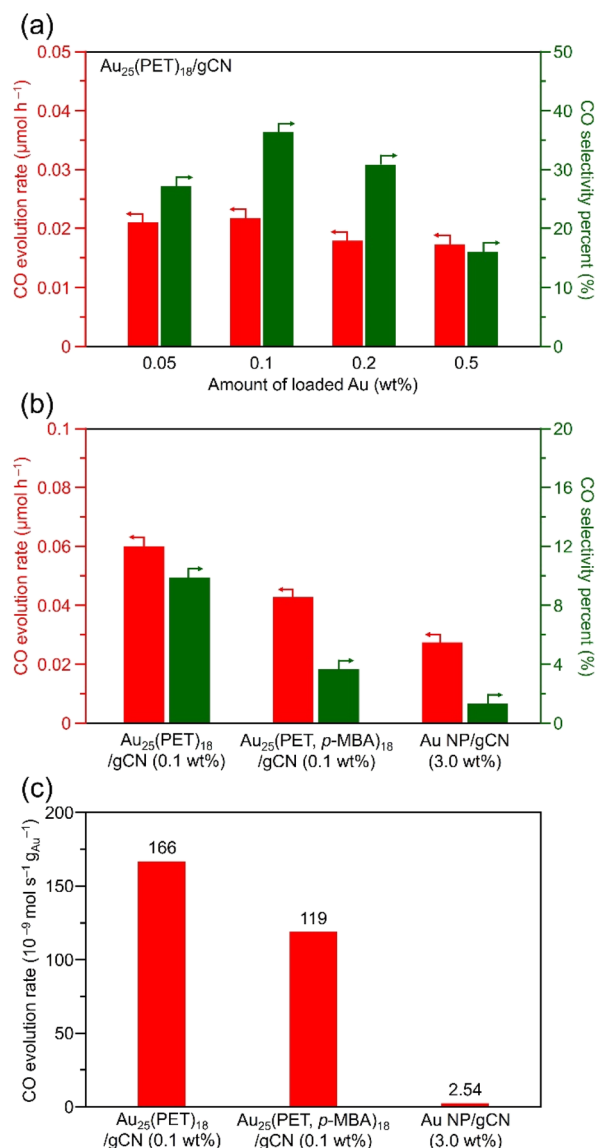 (a)
Au₂₅(PET)₁₈/gCN
CO evolution rate (μmol h⁻¹)
0.05
0.04
0.03
0.02
0.01
0
CO selectivity percent (%)
50
40
30
20
10
0
0.05 0.1 0.2 0.5
Amount of loaded Au (wt%)
(b)
CO evolution rate (μmol h⁻¹)
0.1
0.08
0.06
0.04
0.02
0
CO selectivity percent (%)
20
16
12
8
4
0
Au₂₅(PET)₁₈ Au₂₅(PET, p-MBA)₁₈ Au NP/gCN
/gCN (0.1 wt%) /gCN (0.1 wt%) (3.0 wt%)
(c)
CO evolution rate (10⁻⁹ mol s⁻¹ gAu⁻¹)
200
150
100
50
0
166
119
2.54
Au₂₅(PET)₁₈ Au₂₅(PET, p-MBA)₁₈ Au NP/gCN
/gCN (0.1 wt%) /gCN (0.1 wt%) (3.0 wt%)